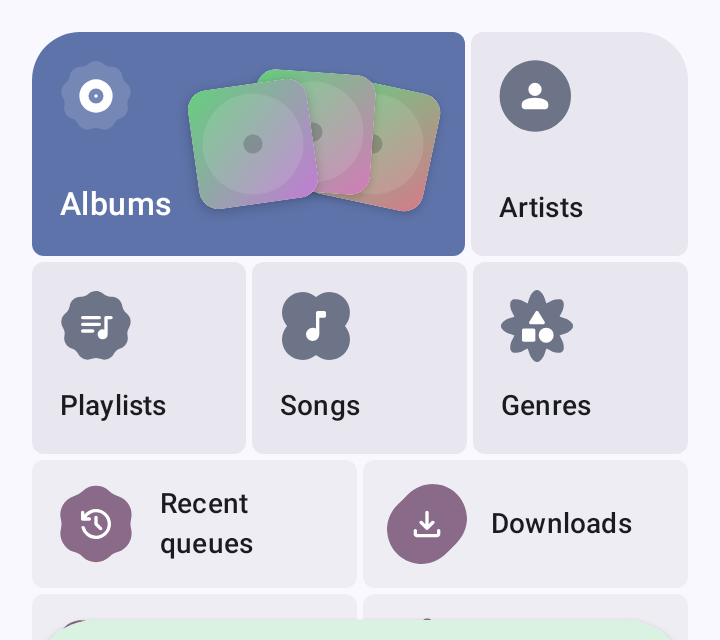 Albums
Artists
Playlists
Songs
Genres
Recent
queues
Downloads